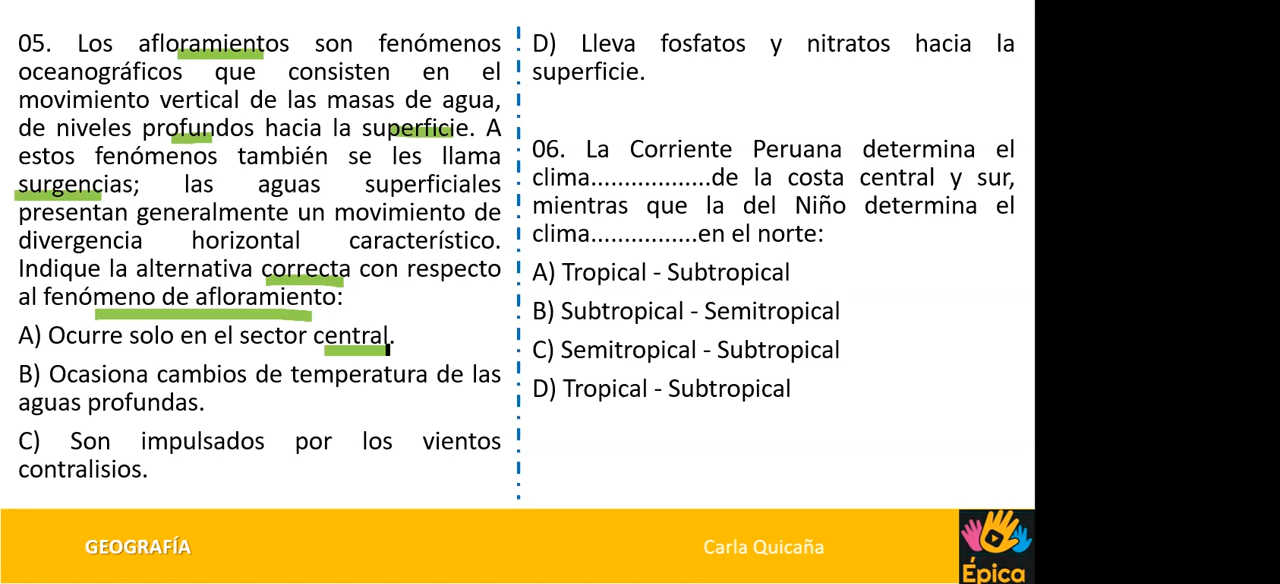 05. Los afloramientos son fenómenos
oceanográficos que consisten en el
movimiento vertical de las masas de agua,
de niveles profundos hacia la superficie. A
estos fenómenos también se les llama
surgencias; las aguas superficiales
presentan generalmente un movimiento de
divergencia horizontal característico.
Indique la alternativa correcta con respecto
al fenómeno de afloramiento:
A) Ocurre solo en el sector central.
B) Ocasiona cambios de temperatura de las
aguas profundas.
C) Son impulsados por los vientos
contralisios.
D) Lleva fosfatos y nitratos hacia la
superficie.
06. La Corriente Peruana determina el
clima..................de la costa central y sur,
mientras que la del Niño determina el
clima................en el norte:
A) Tropical - Subtropical
B) Subtropical - Semitropical
C) Semitropical - Subtropical
D) Tropical - Subtropical
GEOGRAFÍA
Carla Quicaña
Épica